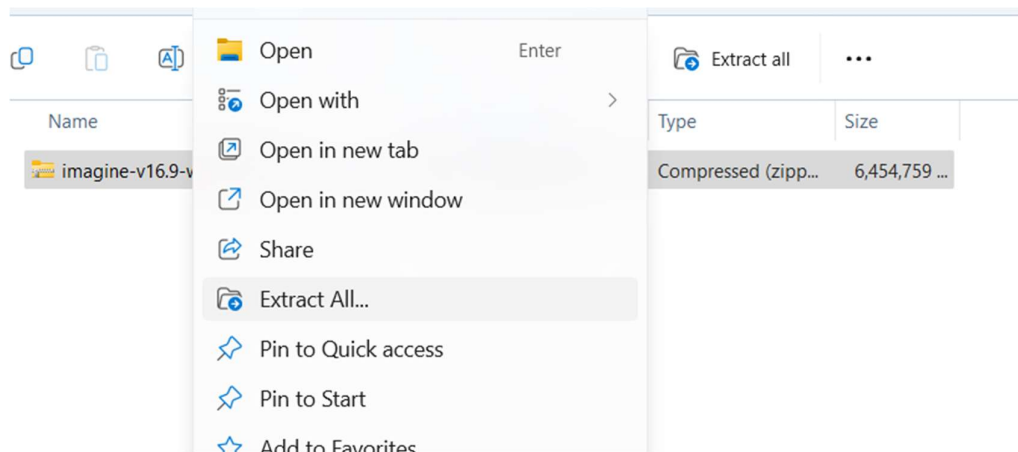 Open Enter
Extract all
Open with
Name
Type
Size
Open in new tab
imagine-v16.9-
Compressed (zipp...
6,454,759 ...
Open in new window
Share
Extract All...
Pin to Quick access
Pin to Start
Add to Favorites